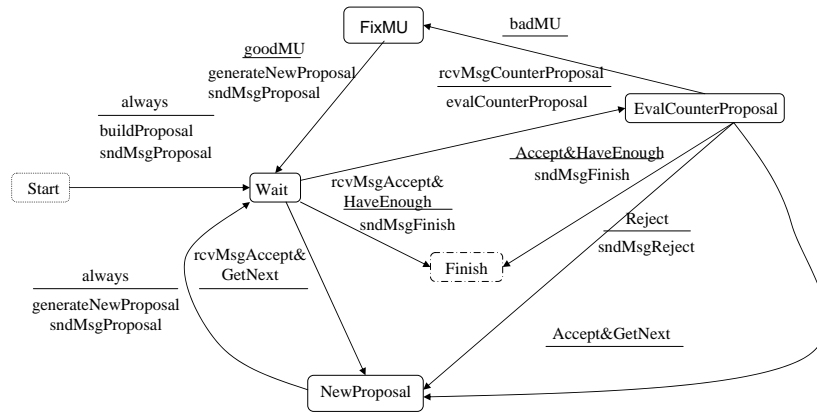 FixMU
badMU
goodMU
generateNewProposal
sndMsgProposal
rcvMsgCounterProposal
evalCounterProposal
always
buildProposal
sndMsgProposal
EvalCounterProposal
Accept&HaveEnough
sndMsgFinish
Start
Wait
rcvMsgAccept&
HaveEnough
sndMsgFinish
Reject
sndMsgReject
rcvMsgAccept&
GetNext
Finish
always
generateNewProposal
sndMsgProposal
Accept&GetNext
NewProposal